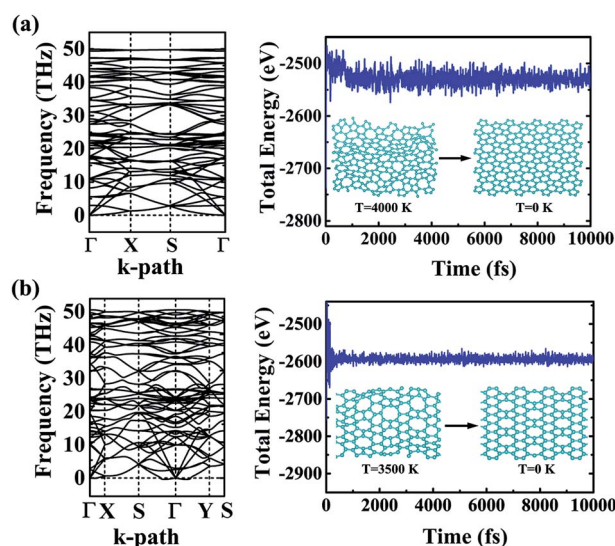 (a)
Frequency (THz)
50
40
30
20
10
0
Γ X S Γ
k-path
Total Energy (eV)
-2500
-2600
-2700
-2800
T=4000 K
T=0 K
0 2000 4000 6000 8000 10000
Time (fs)
(b)
Frequency (THz)
50
40
30
20
10
0
Γ X S Γ Y S
k-path
Total Energy (eV)
-2500
-2600
-2700
-2800
-2900
T=3500 K
T=0 K
0 2000 4000 6000 8000 10000
Time (fs)